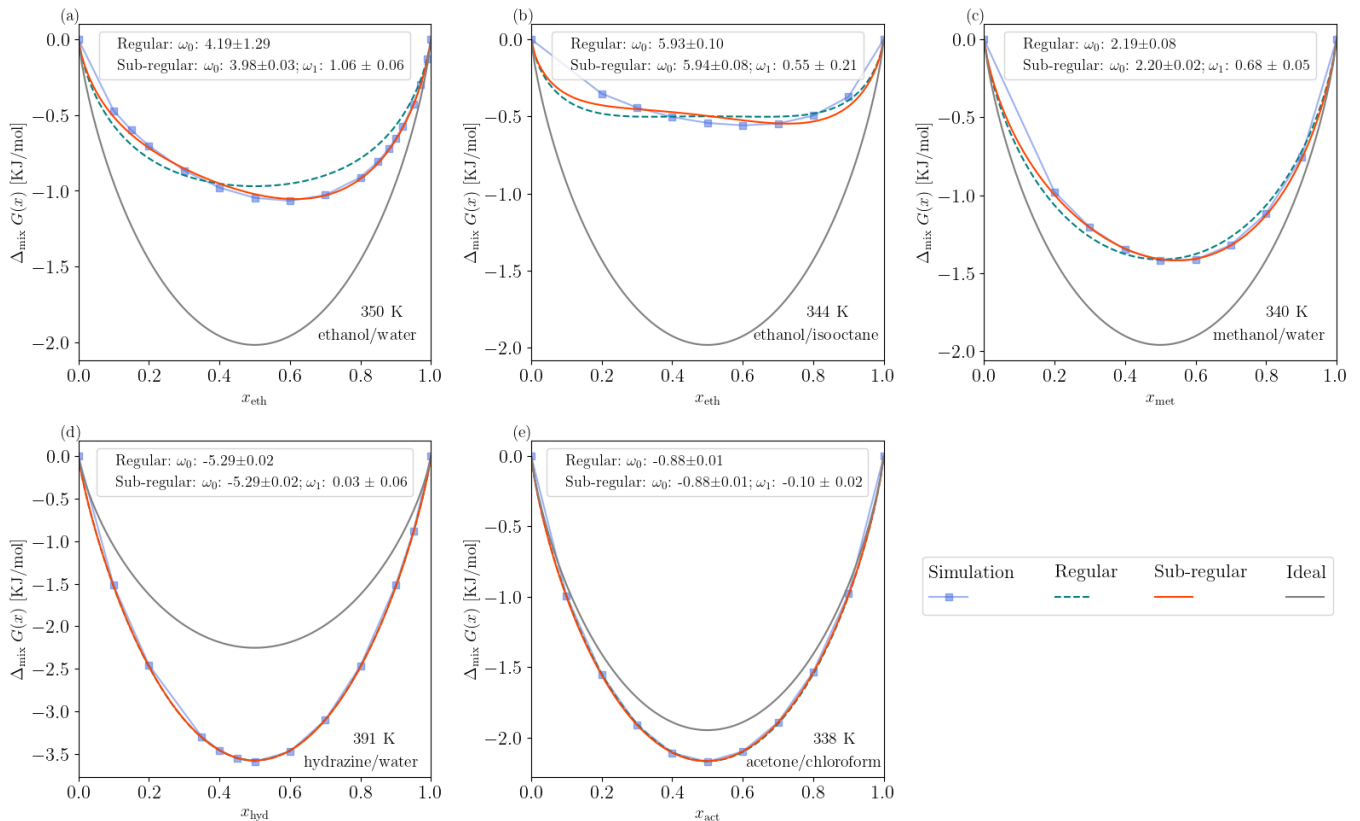 (a)
Regular: ω₀: 4.19±1.29
Sub-regular: ω₀: 3.98±0.03; ω₁: 1.06 ± 0.06
0.0
−0.5
−1.0
−1.5
−2.0
Δmix G(x) [KJ/mol]
350 K
ethanol/water
0.0 0.2 0.4 0.6 0.8 1.0
xeth
(b)
Regular: ω₀: 5.93±0.10
Sub-regular: ω₀: 5.94±0.08; ω₁: 0.55 ± 0.21
0.0
−0.5
−1.0
−1.5
−2.0
Δmix G(x) [KJ/mol]
344 K
ethanol/isooctane
0.0 0.2 0.4 0.6 0.8 1.0
xeth
(c)
Regular: ω₀: 2.19±0.08
Sub-regular: ω₀: 2.20±0.02; ω₁: 0.68 ± 0.05
0.0
−0.5
−1.0
−1.5
−2.0
Δmix G(x) [KJ/mol]
340 K
methanol/water
0.0 0.2 0.4 0.6 0.8 1.0
xmet
(d)
Regular: ω₀: -5.29±0.02
Sub-regular: ω₀: -5.29±0.02; ω₁: 0.03 ± 0.06
0.0
−0.5
−1.0
−1.5
−2.0
−2.5
−3.0
−3.5
Δmix G(x) [KJ/mol]
391 K
hydrazine/water
0.0 0.2 0.4 0.6 0.8 1.0
xhyd
(e)
Regular: ω₀: -0.88±0.01
Sub-regular: ω₀: -0.88±0.01; ω₁: -0.10 ± 0.02
0.0
−0.5
−1.0
−1.5
−2.0
Δmix G(x) [KJ/mol]
338 K
acetone/chloroform
0.0 0.2 0.4 0.6 0.8 1.0
xact
Simulation Regular Sub-regular Ideal